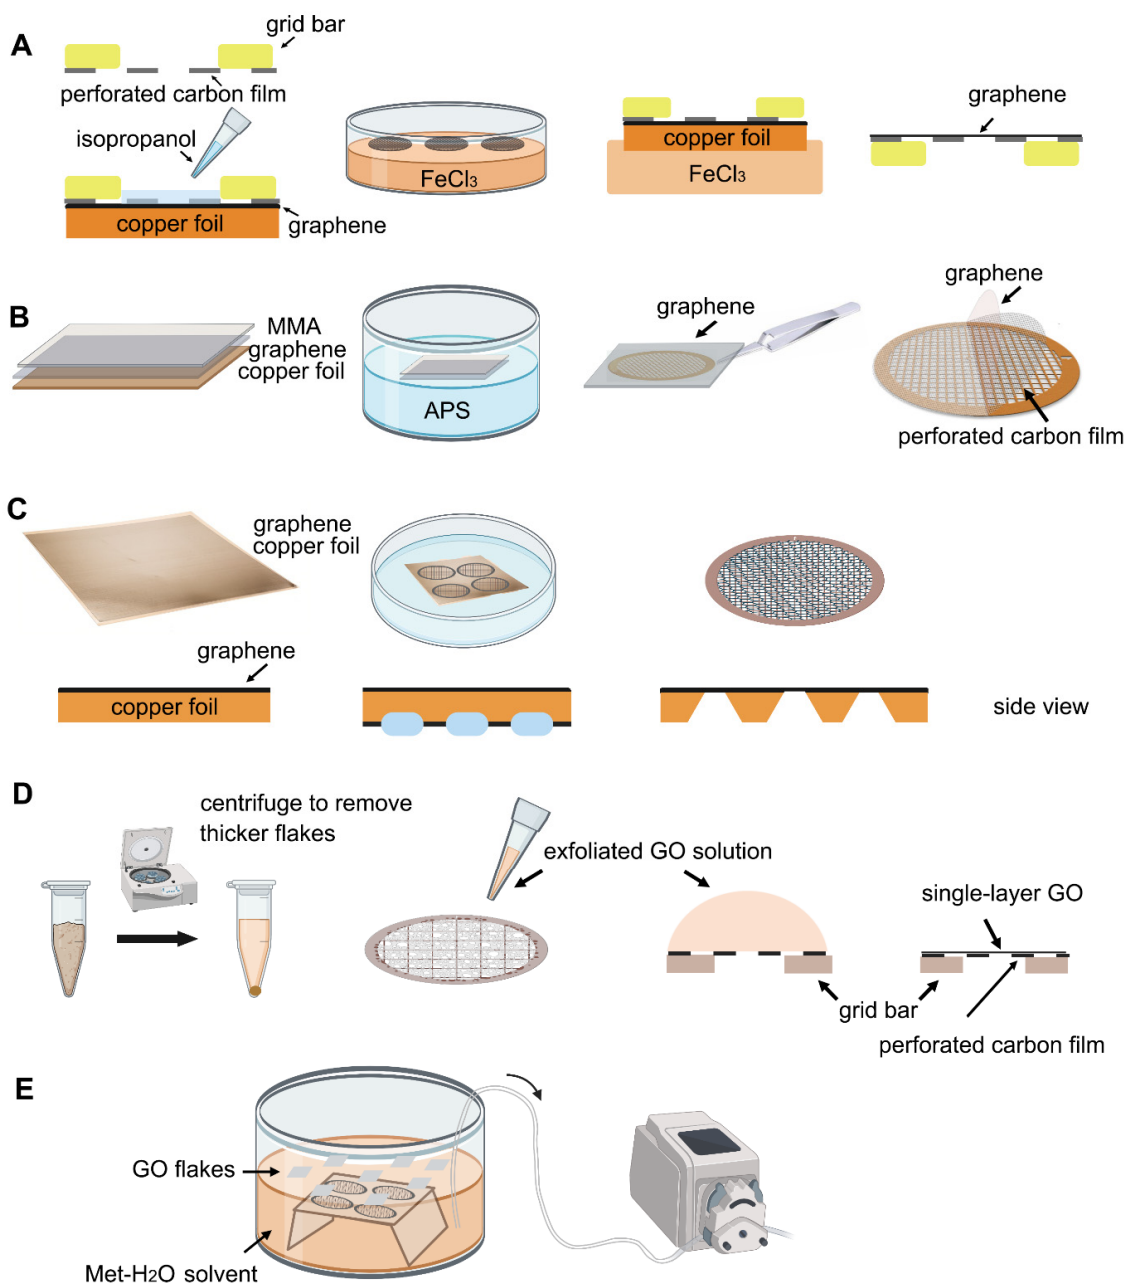 A
grid bar
perforated carbon film
isopropanol
copper foil
graphene
FeCl3
copper foil
FeCl3
graphene
B
MMA
graphene
copper foil
APS
graphene
graphene
perforated carbon film
C
graphene
copper foil
graphene
copper foil
side view
D
centrifuge to remove
thicker flakes
exfoliated GO solution
single-layer GO
grid bar
perforated carbon film
E
GO flakes
Met-H2O solvent